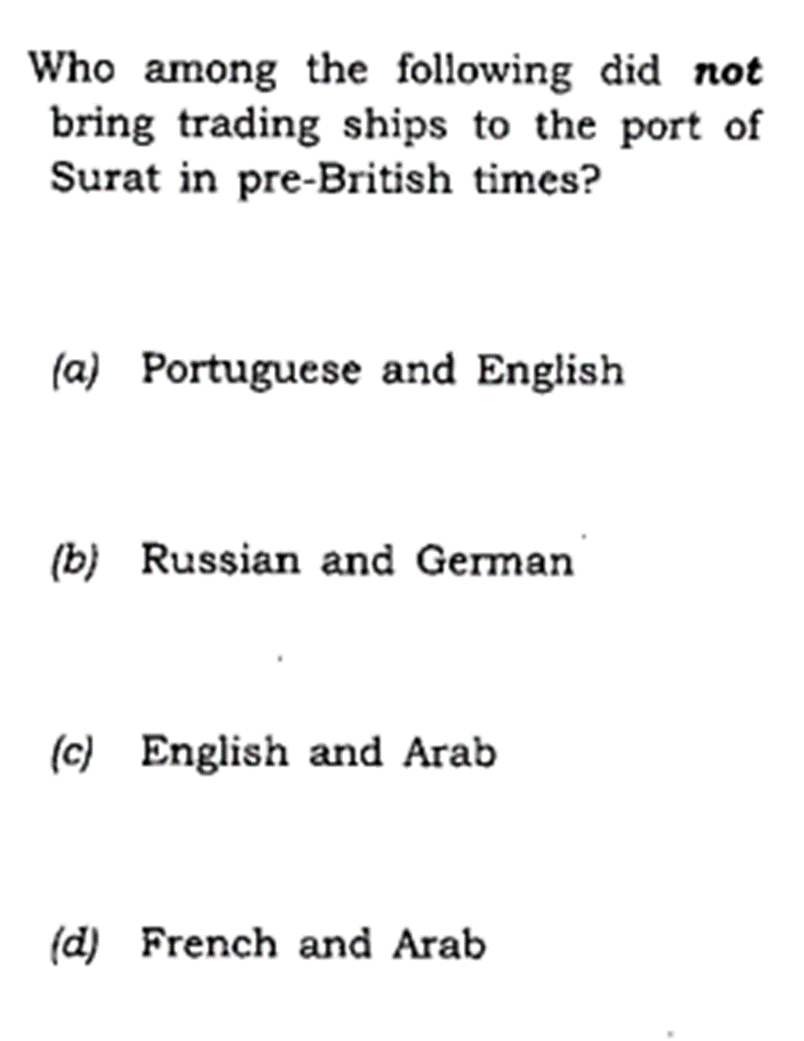 Who among the following did not
bring trading ships to the port of
Surat in pre-British times?
(a) Portuguese and English
(b) Russian and German
(c) English and Arab
(d) French and Arab